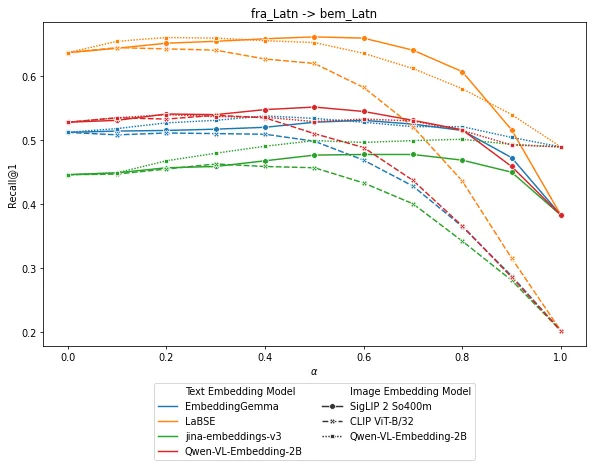 fra_Latn -> bem_Latn
Recall@1
0.6
0.5
0.4
0.3
0.2
0.0 0.2 0.4 0.6 0.8 1.0
α
Text Embedding Model Image Embedding Model
EmbeddingGemma SigLIP 2 So400m
LaBSE CLIP ViT-B/32
jina-embeddings-v3 Qwen-VL-Embedding-2B
Qwen-VL-Embedding-2B